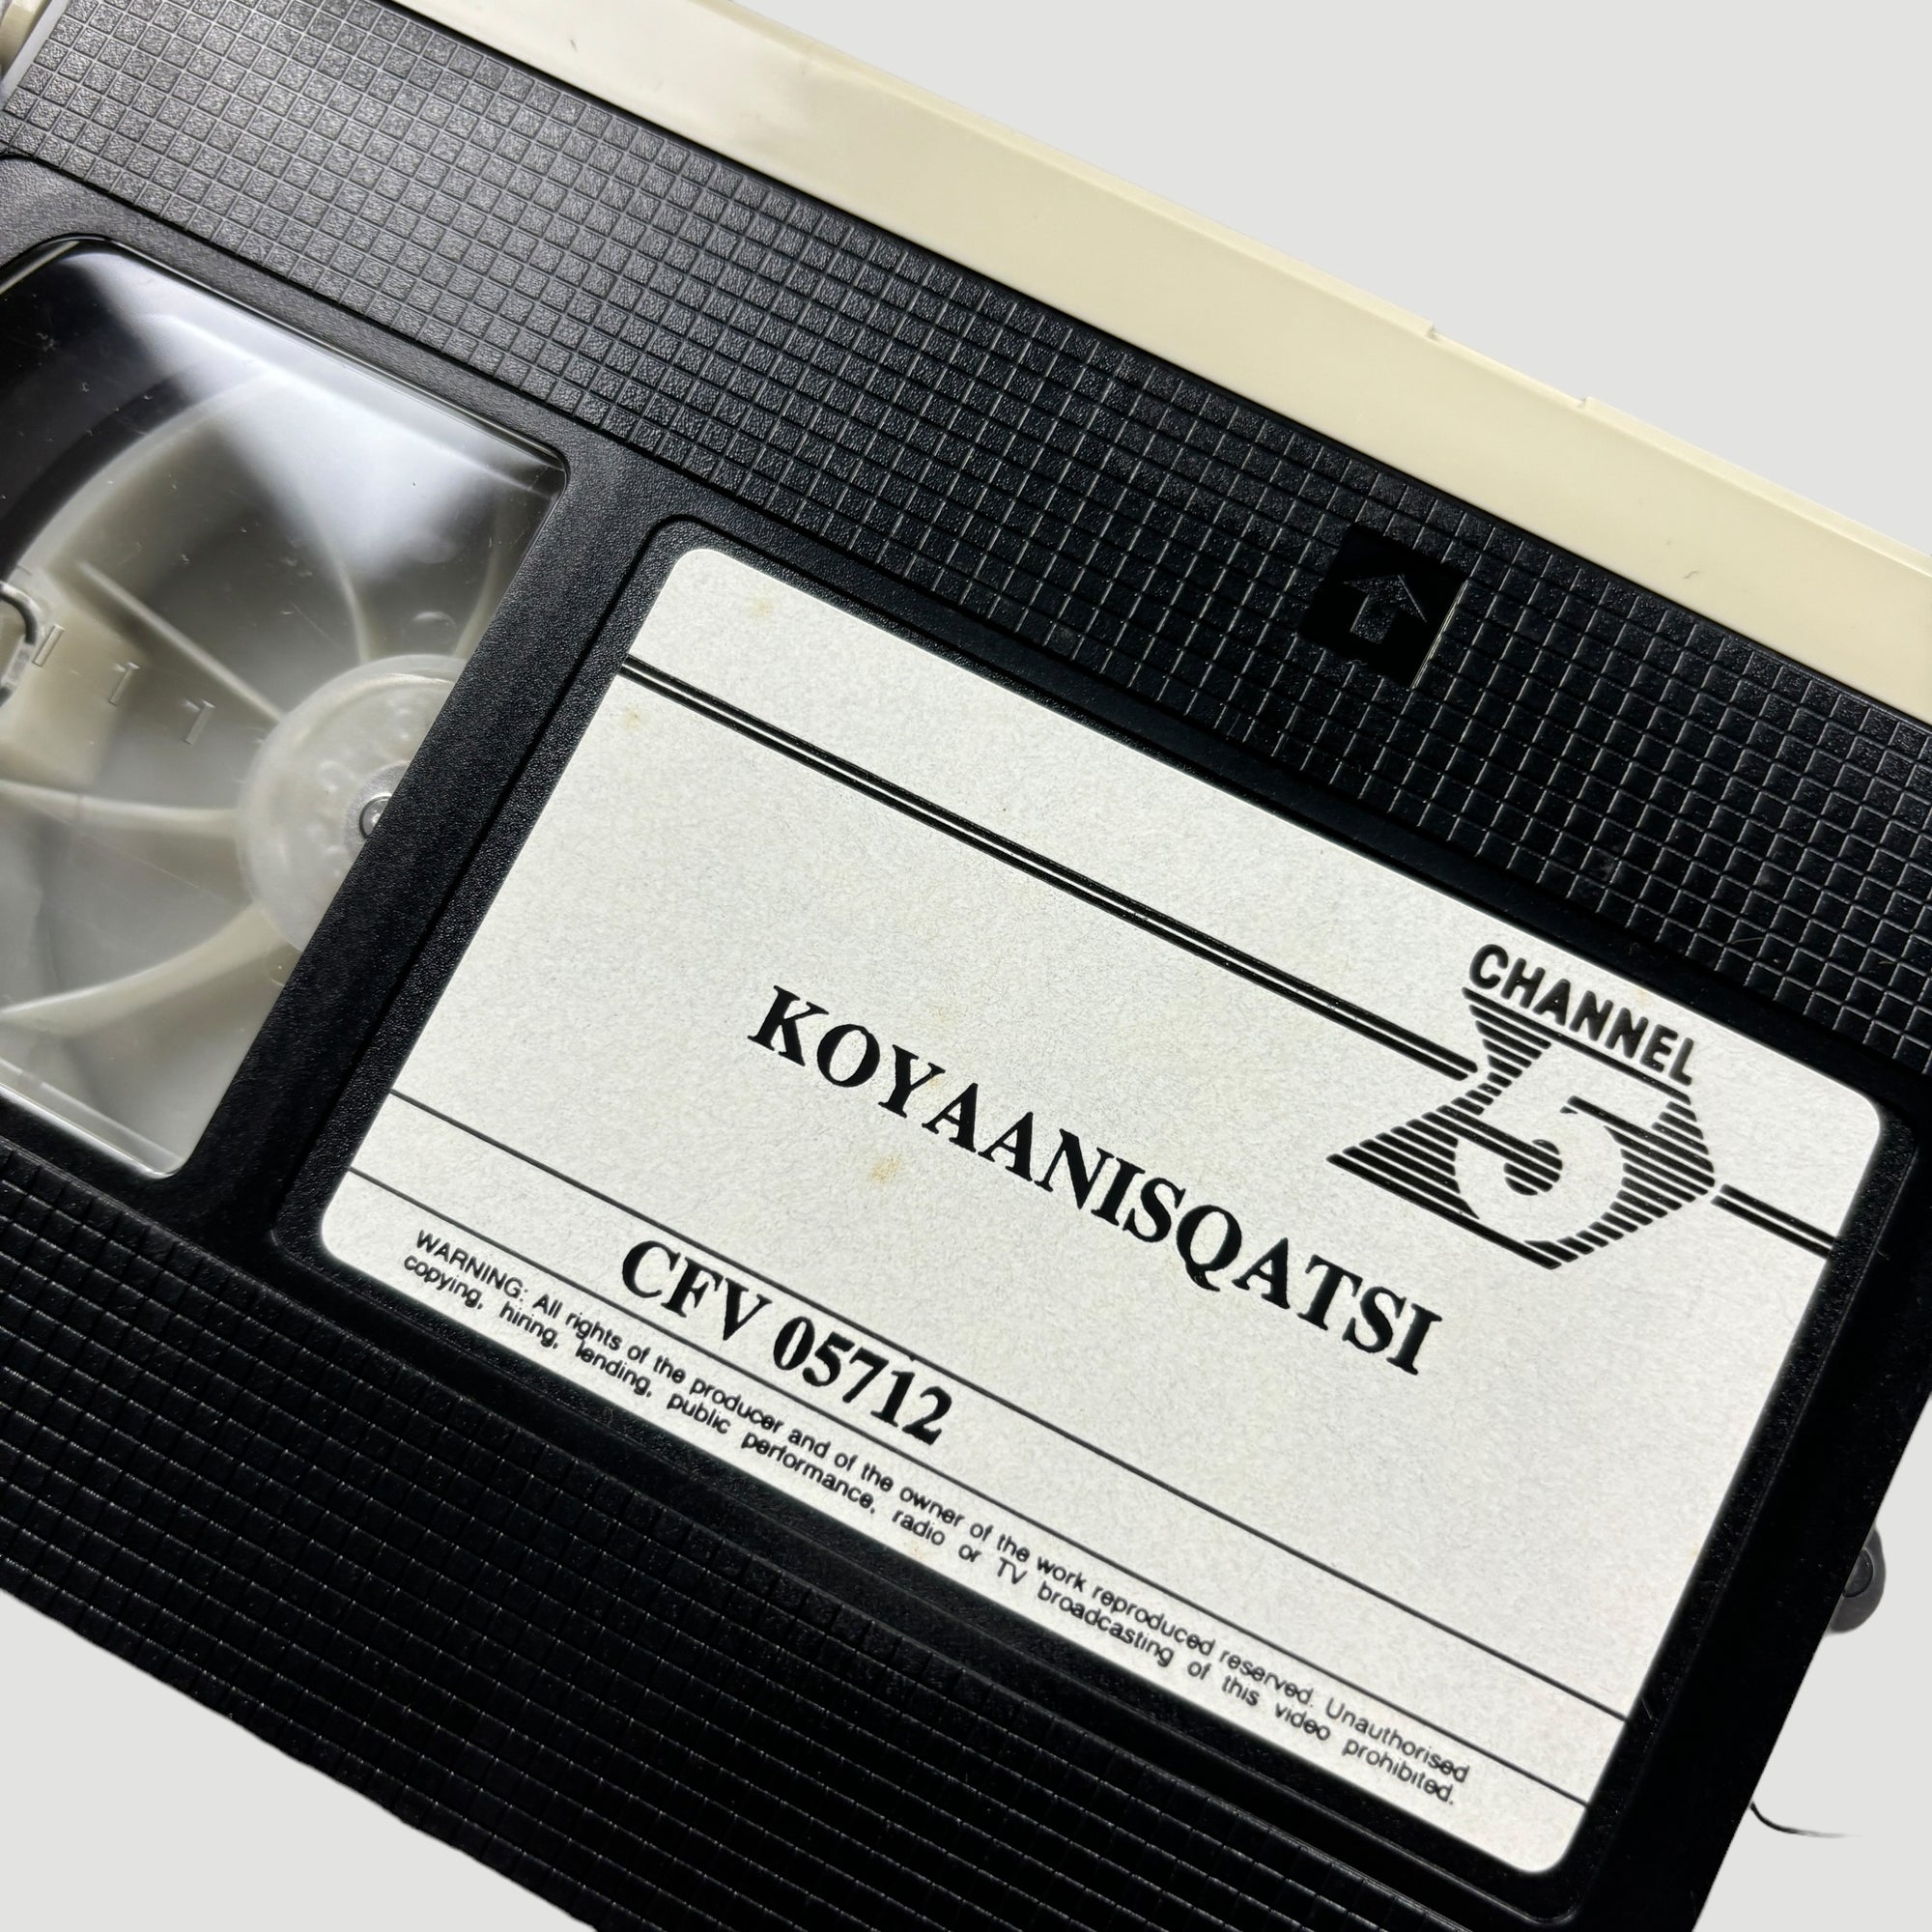 CHANNEL
5
KOYAANISQATSI
CFV 05712
WARNING: All rights of the producer and of the owner of the work reproduced reserved. Unauthorised
copying, hiring, lending, public performance, radio or TV broadcasting of this video prohibited.